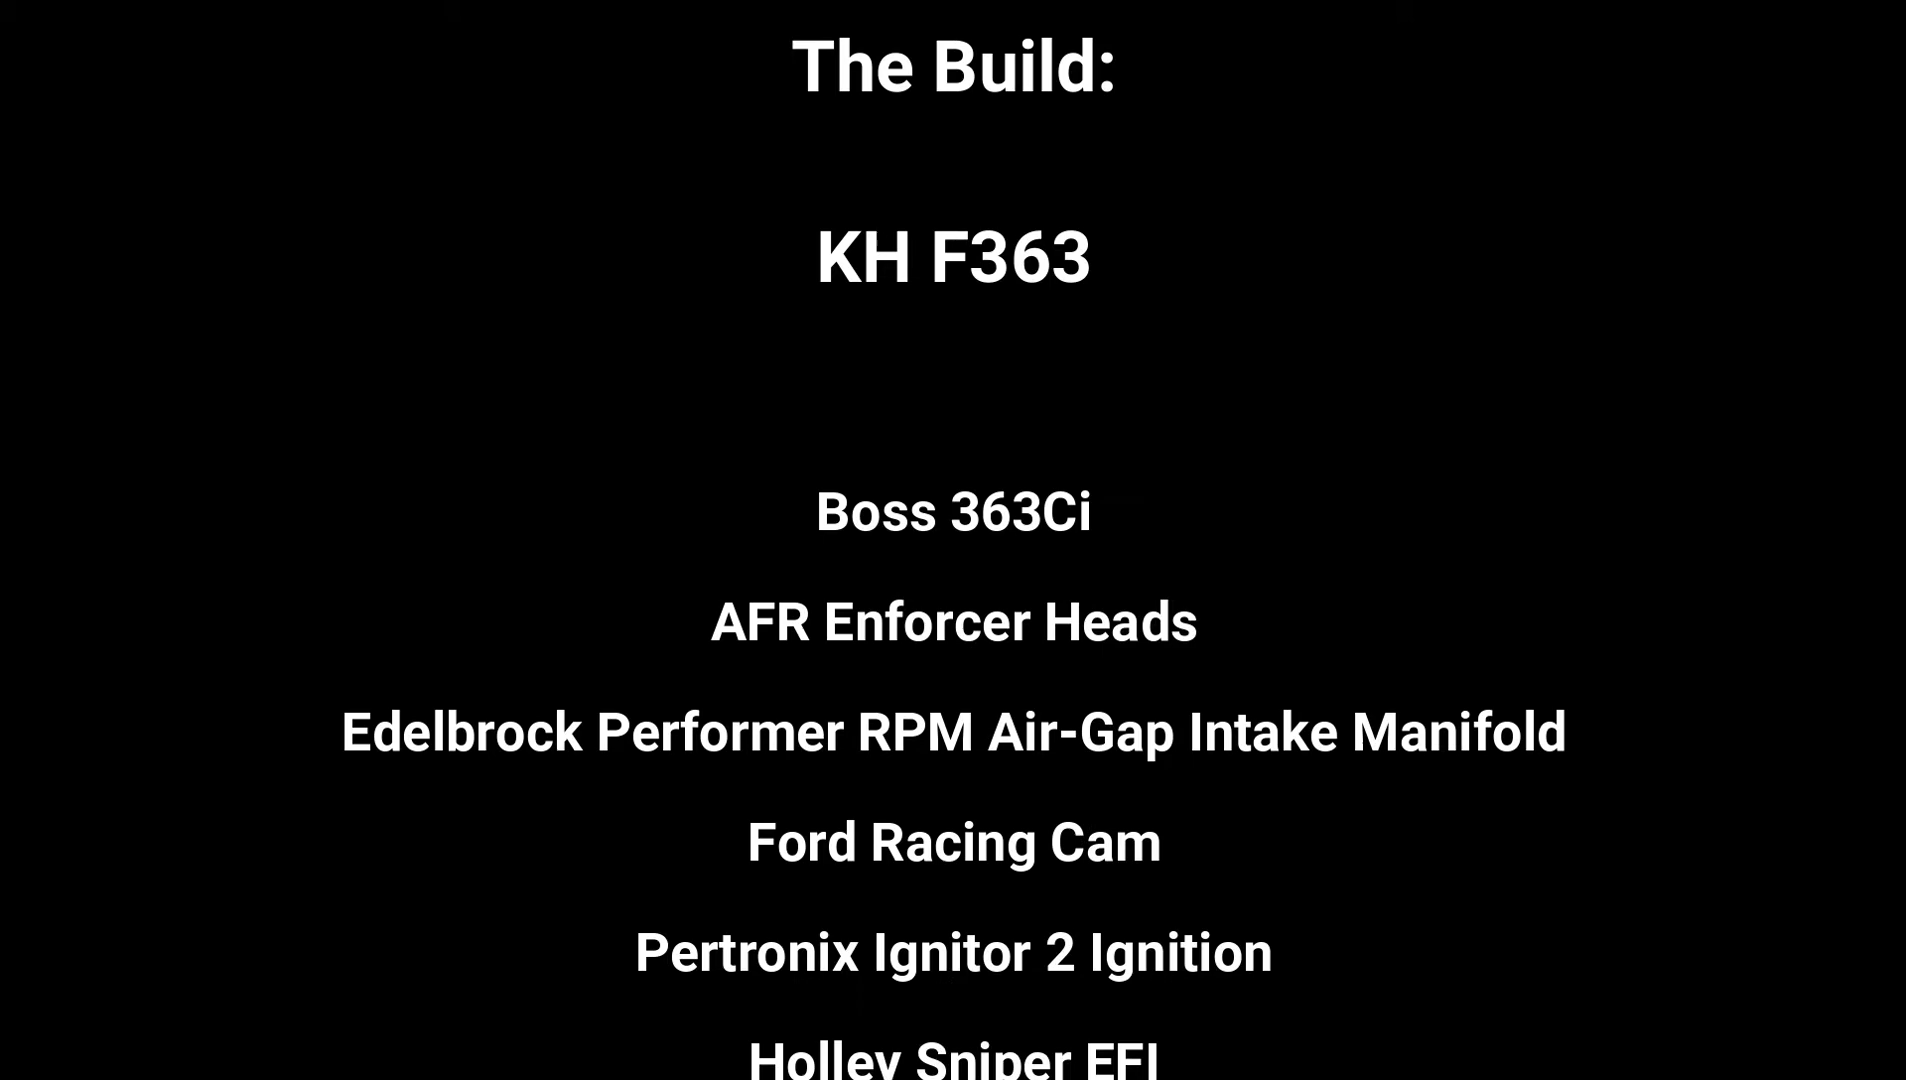 The Build:
KH F363
Boss 363Ci
AFR Enforcer Heads
Edelbrock Performer RPM Air-Gap Intake Manifold
Ford Racing Cam
Pertronix Ignitor 2 Ignition
Holley Sniper EFI